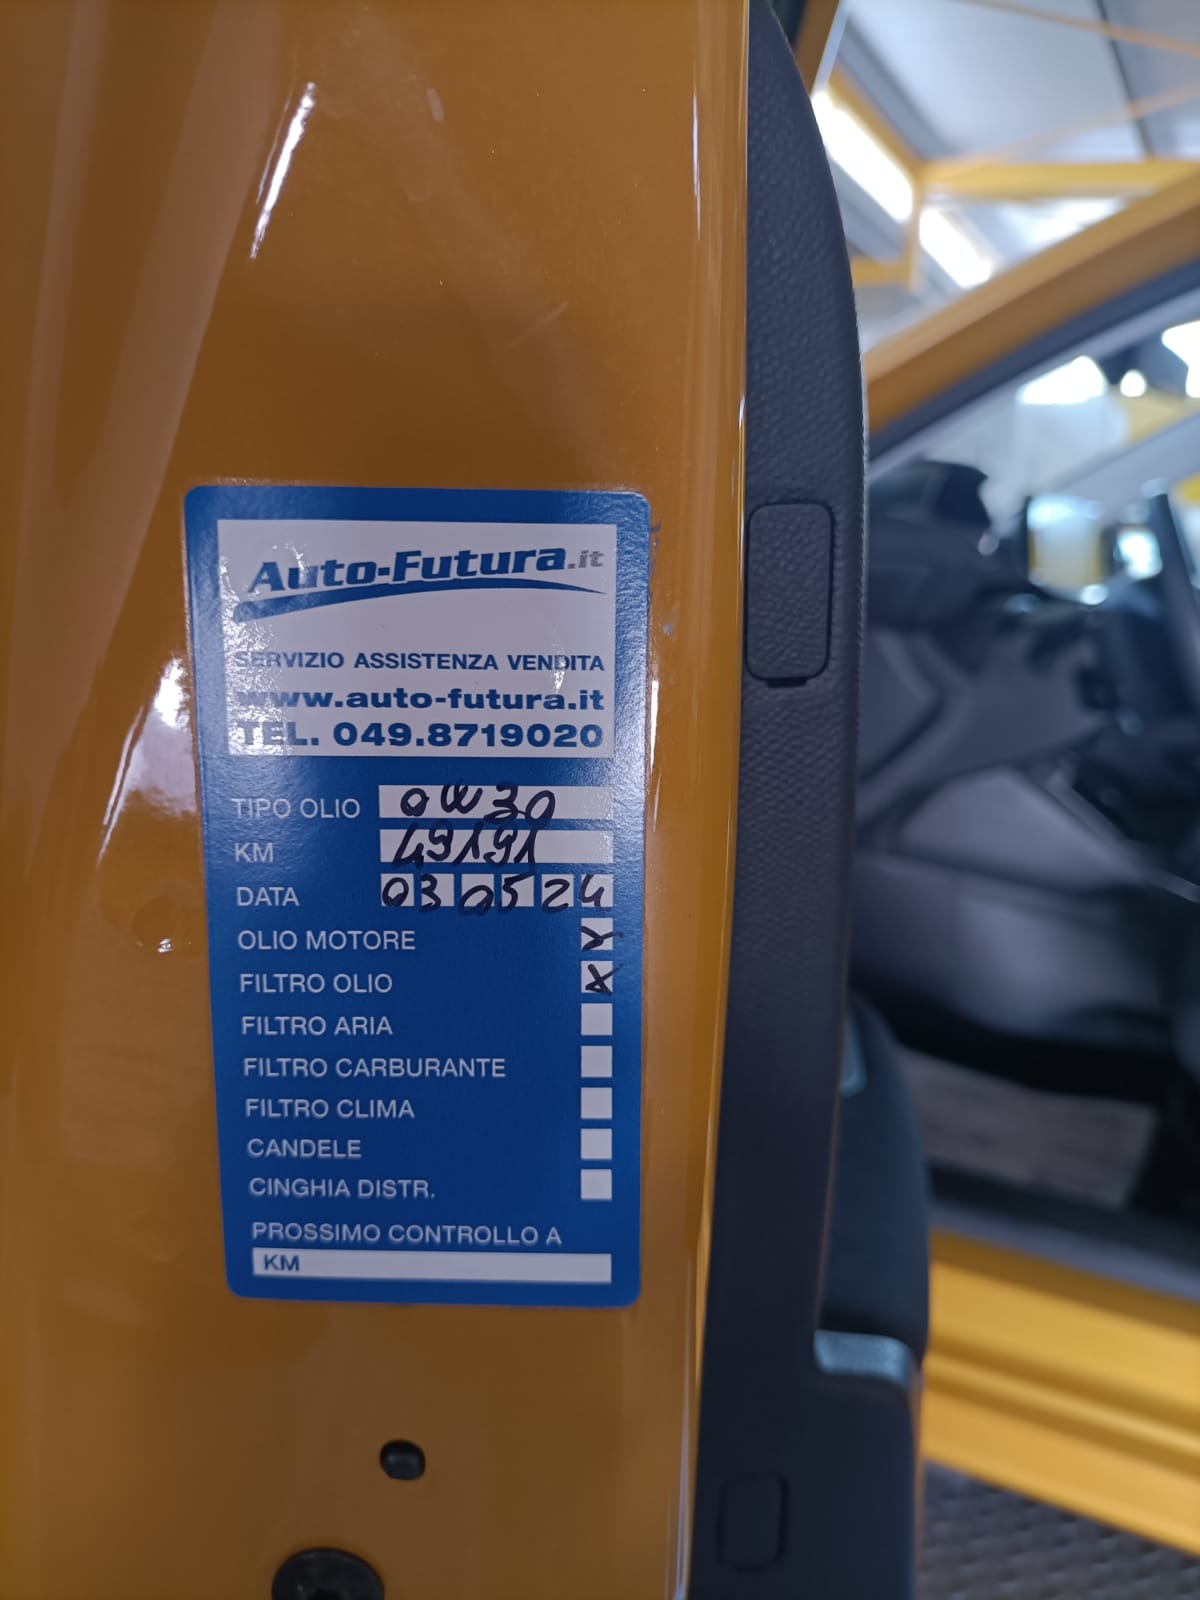 Auto-Futura.it
SERVIZIO ASSISTENZA VENDITA
www.auto-futura.it
TEL. 049.8719020
TIPO OLIO 0W30
KM 49191
DATA 03 05 24
OLIO MOTORE X
FILTRO OLIO X
FILTRO ARIA
FILTRO CARBURANTE
FILTRO CLIMA
CANDELE
CINGHIA DISTR.
PROSSIMO CONTROLLO A
KM